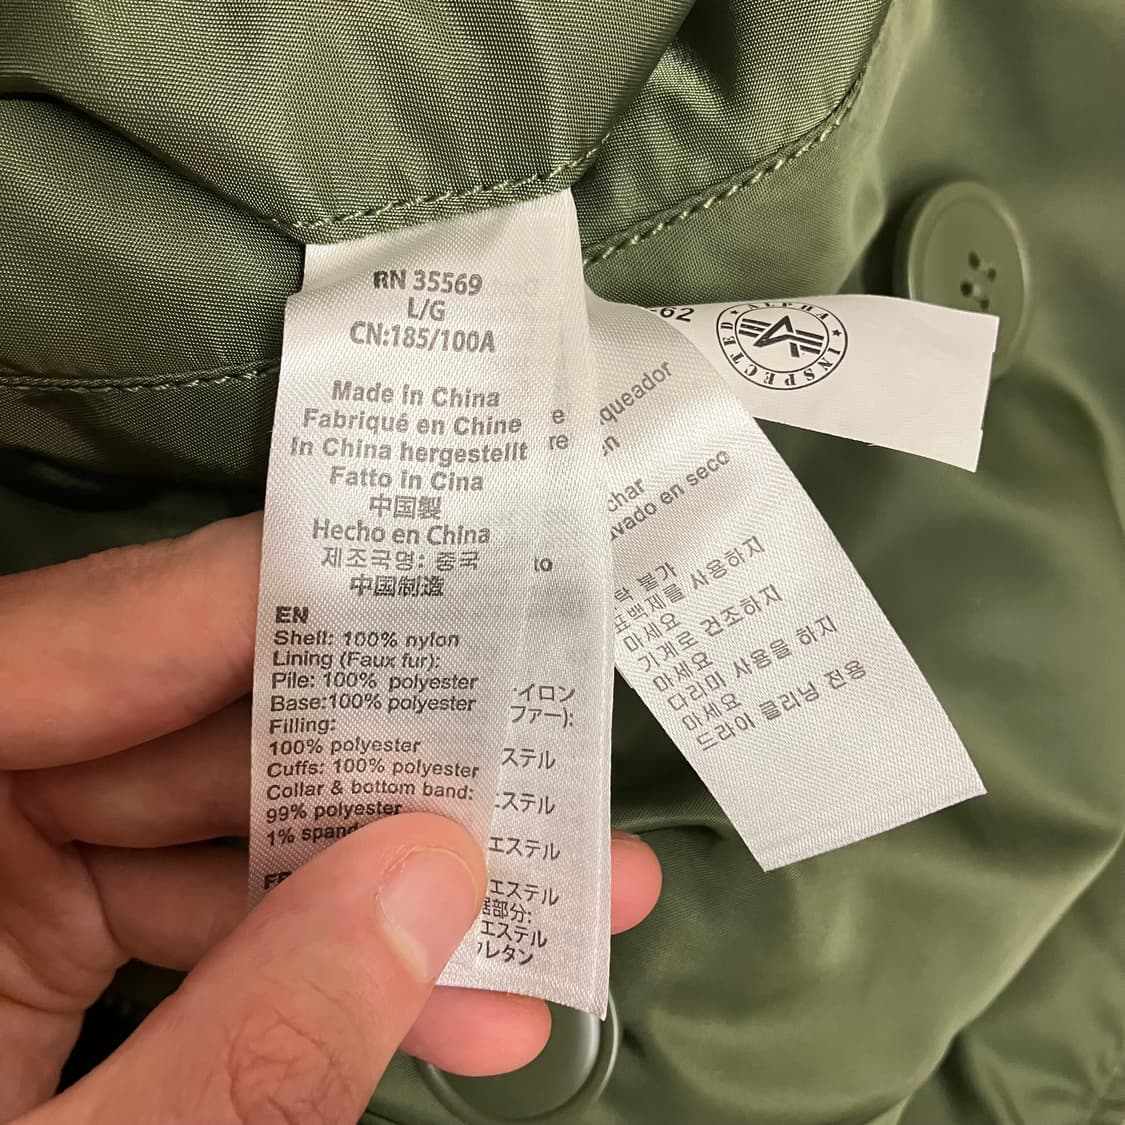 RN 35569
L/G
CN:185/100A
Made in China
Fabriqué en Chine
In China hergestellt
Fatto in Cina
中国製
Hecho en China
제조국명: 중국
中国制造
EN
Shell: 100% nylon
Lining (Faux fur):
Pile: 100% polyester
Base:100% polyester
Filling:
100% polyester
Cuffs: 100% polyester
Collar & bottom band:
99% polyester
1%
e
re
to
イロン
ファー):
ステル
ステル
エステル
エステル
部分:
エステル
レタン
queador
char
en seco
불가
표백제를 사용하지
마세요
기계로 건조하지
마세요
다리미 사용을 하지
마세요
드라이 클리닝 전용
62
ALPHA
INSPECTED